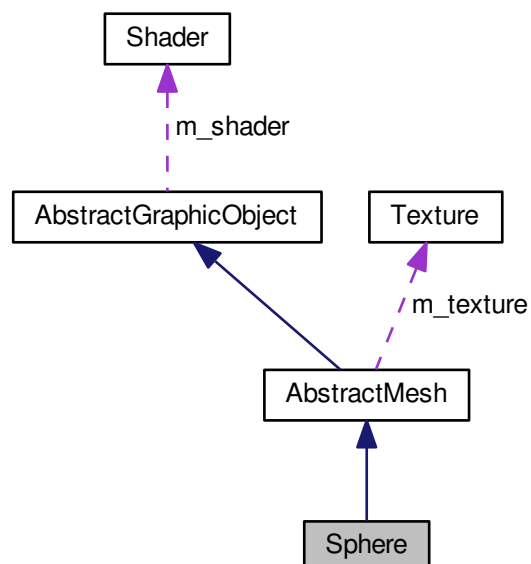 Shader
m_shader
AbstractGraphicObject
Texture
m_texture
AbstractMesh
Sphere